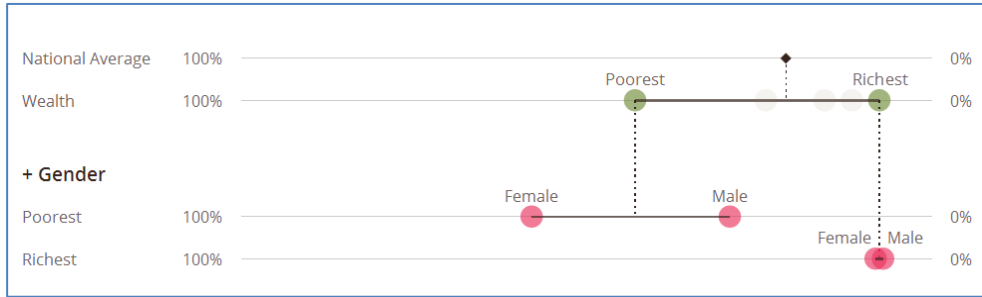 National Average 100% 0%
Poorest Richest
Wealth 100% 0%
+ Gender
Female Male
Poorest 100% 0%
Female Male
Richest 100% 0%